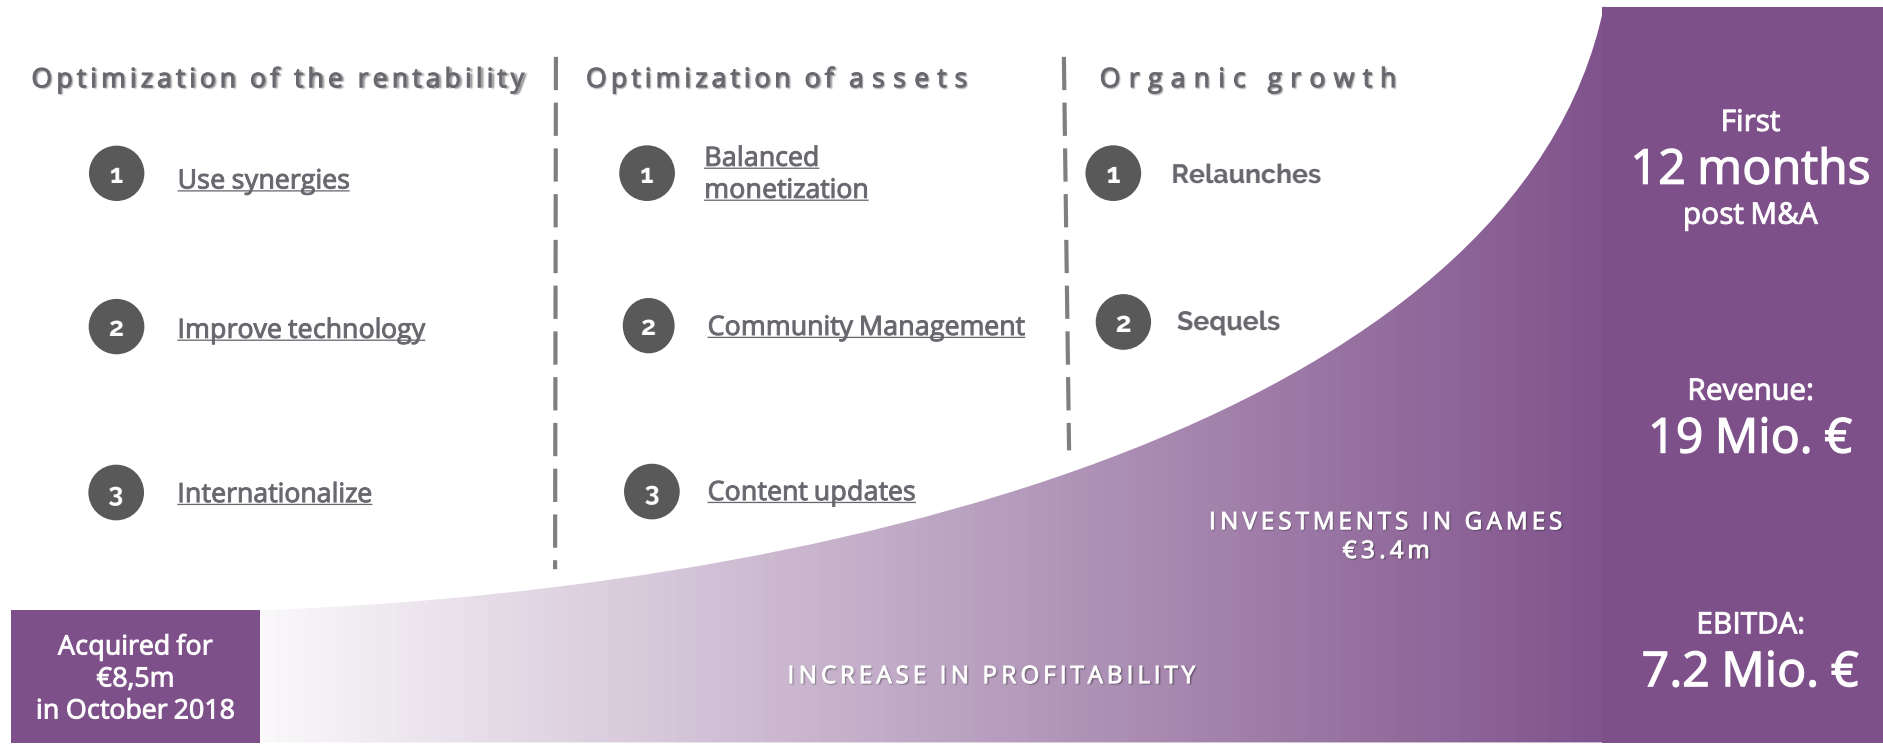 Optimization of the rentability
1
Use synergies
2
Improve technology
3
Internationalize
Optimization of assets
1
Balanced
monetization
2
Community Management
3
Content updates
Organic growth
1
Relaunches
2
Sequels
Acquired for
€8,5m
in October 2018
INCREASE IN PROFITABILITY
INVESTMENTS IN GAMES
€3.4m
First
12 months
post M&A
Revenue:
19 Mio. €
EBITDA:
7.2 Mio. €